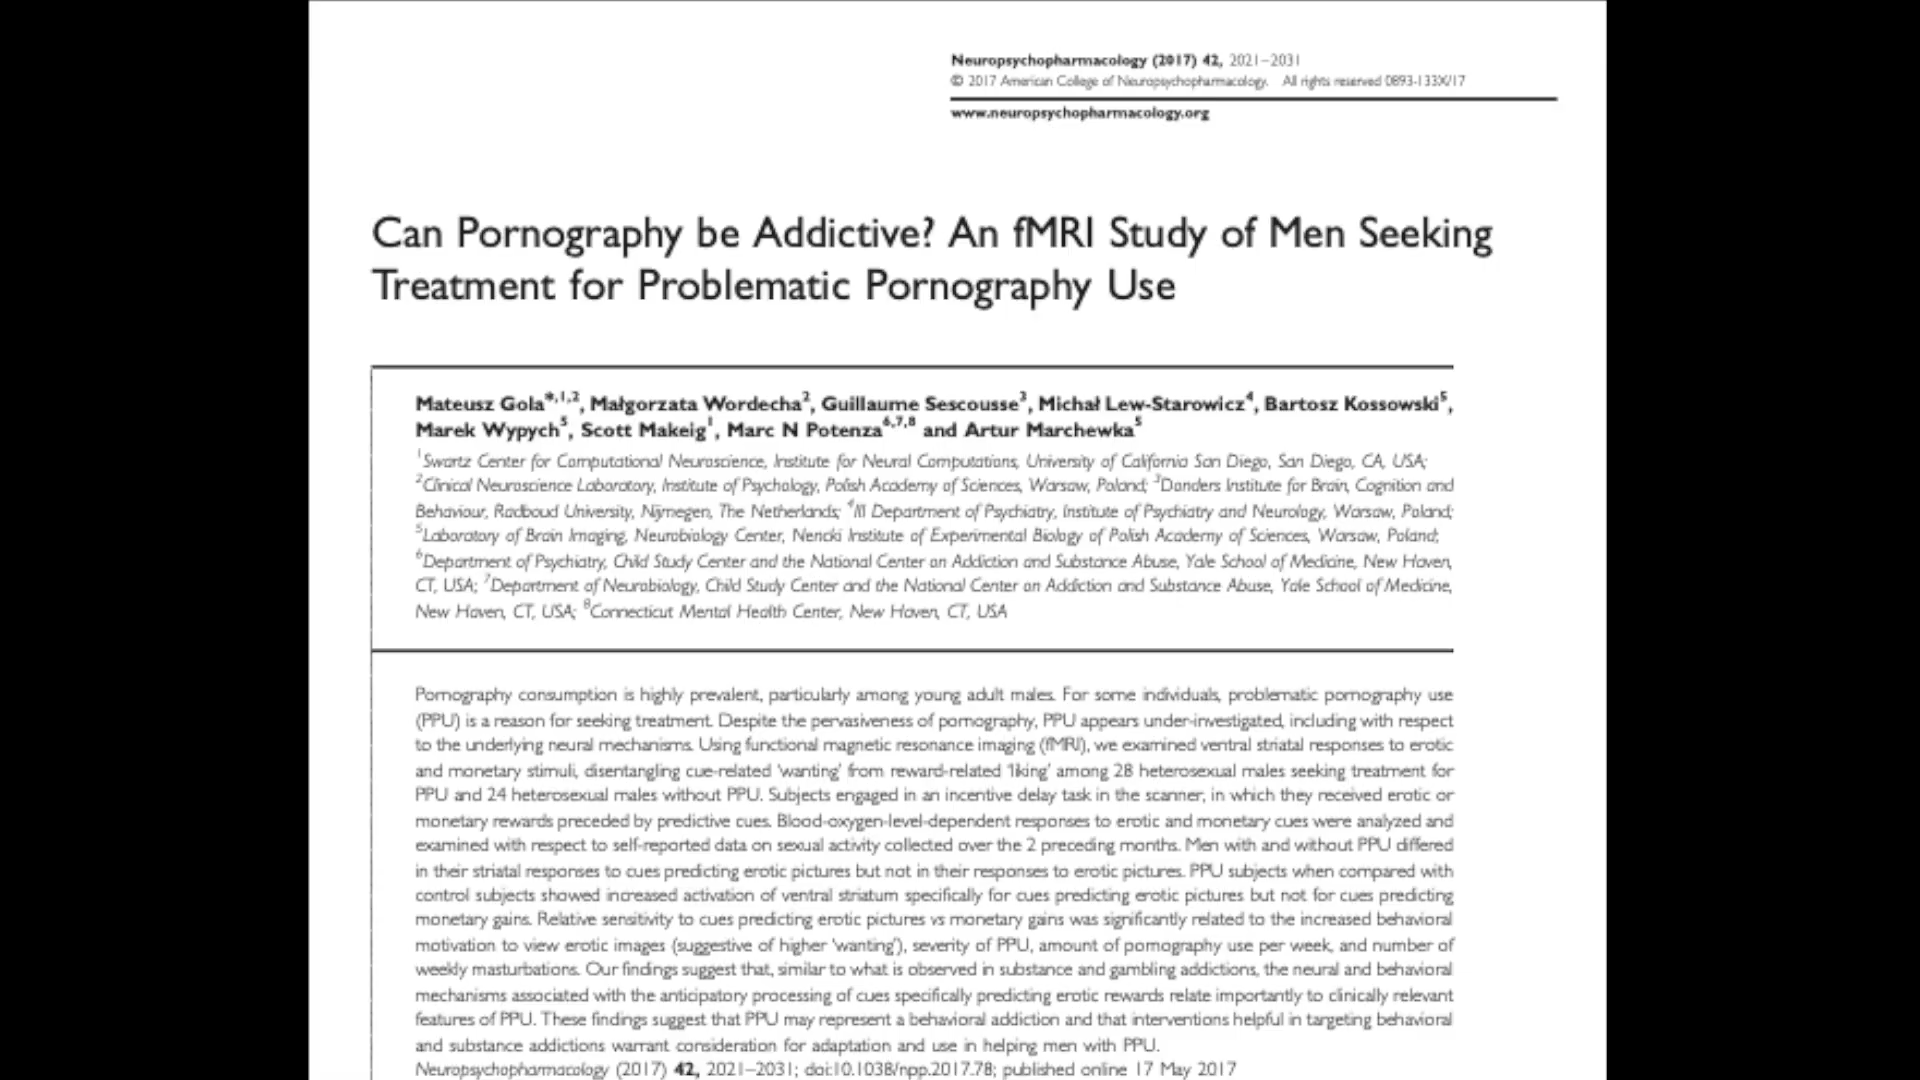 Neuropsychopharmacology (2017) 42, 2021–2031
© 2017 American College of Neuropsychopharmacology. All rights reserved 0893-133X/17
www.neuropsychopharmacology.org
Can Pornography be Addictive? An fMRI Study of Men Seeking
Treatment for Problematic Pornography Use
Mateusz Gola*,1,2, Małgorzata Wordecha2, Guillaume Sescousse3, Michał Lew-Starowicz4, Bartosz Kossowski5,
Marek Wypych5, Scott Makeig1, Marc N Potenza6,7,8 and Artur Marchewka5
1Swartz Center for Computational Neuroscience, Institute for Neural Computations, University of California San Diego, San Diego, CA, USA;
2Clinical Neuroscience Laboratory, Institute of Psychology, Polish Academy of Sciences, Warsaw, Poland; 3Donders Institute for Brain, Cognition and
Behaviour, Radboud University, Nijmegen, The Netherlands; 4III Department of Psychiatry, Institute of Psychiatry and Neurology, Warsaw, Poland;
5Laboratory of Brain Imaging, Neurobiology Center, Nencki Institute of Experimental Biology of Polish Academy of Sciences, Warsaw, Poland;
6Department of Psychiatry, Child Study Center and the National Center on Addiction and Substance Abuse, Yale School of Medicine, New Haven,
CT, USA; 7Department of Neurobiology, Child Study Center and the National Center on Addiction and Substance Abuse, Yale School of Medicine,
New Haven, CT, USA; 8Connecticut Mental Health Center, New Haven, CT, USA
Pornography consumption is highly prevalent, particularly among young adult males. For some individuals, problematic pornography use
(PPU) is a reason for seeking treatment. Despite the pervasiveness of pornography, PPU appears under-investigated, including with respect
to the underlying neural mechanisms. Using functional magnetic resonance imaging (fMRI), we examined ventral striatal responses to erotic
and monetary stimuli, disentangling cue-related 'wanting' from reward-related 'liking' among 28 heterosexual males seeking treatment for
PPU and 24 heterosexual males without PPU. Subjects engaged in an incentive delay task in the scanner, in which they received erotic or
monetary rewards preceded by predictive cues. Blood-oxygen-level-dependent responses to erotic and monetary cues were analyzed and
examined with respect to self-reported data on sexual activity collected over the 2 preceding months. Men with and without PPU differed
in their striatal responses to cues predicting erotic pictures but not in their responses to erotic pictures. PPU subjects when compared with
control subjects showed increased activation of ventral striatum specifically for cues predicting erotic pictures but not for cues predicting
monetary gains. Relative sensitivity to cues predicting erotic pictures vs monetary gains was significantly related to the increased behavioral
motivation to view erotic images (suggestive of higher 'wanting'), severity of PPU, amount of pornography use per week, and number of
weekly masturbations. Our findings suggest that, similar to what is observed in substance and gambling addictions, the neural and behavioral
mechanisms associated with the anticipatory processing of cues specifically predicting erotic rewards relate importantly to clinically relevant
features of PPU. These findings suggest that PPU may represent a behavioral addiction and that interventions helpful in targeting behavioral
and substance addictions warrant consideration for adaptation and use in helping men with PPU.
Neuropsychopharmacology (2017) 42, 2021–2031; doi:10.1038/npp.2017.78; published online 17 May 2017